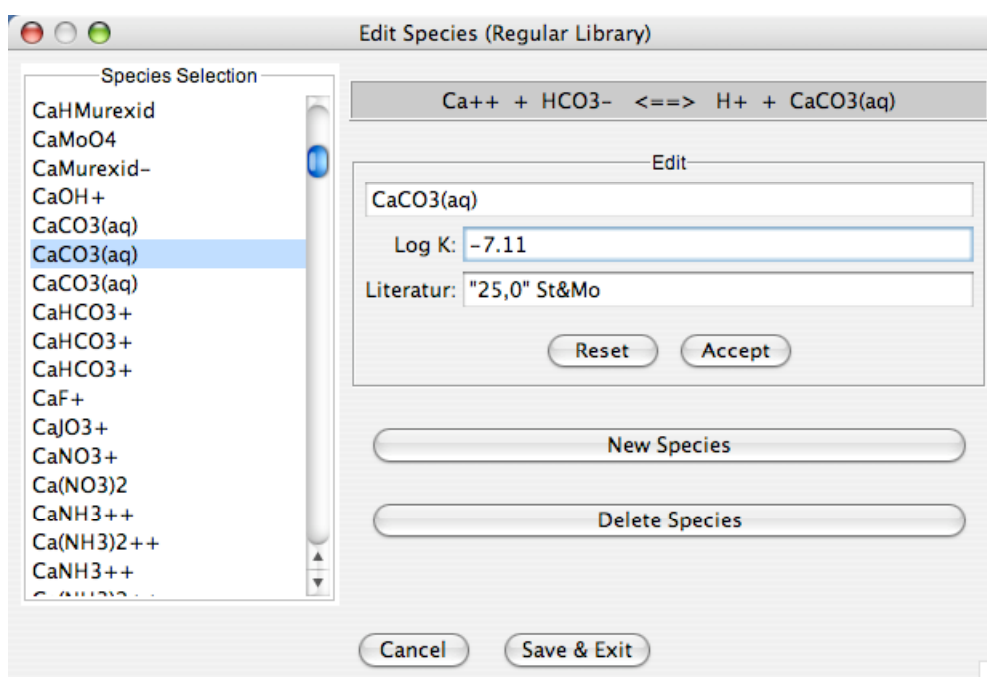 Edit Species (Regular Library)
Species Selection
CaHMurexid
CaMoO4
CaMurexid-
CaOH+
CaCO3(aq)
CaCO3(aq)
CaCO3(aq)
CaHCO3+
CaHCO3+
CaHCO3+
CaF+
CaJO3+
CaNO3+
Ca(NO3)2
CaNH3++
Ca(NH3)2++
CaNH3++
Ca++ + HCO3- <==> H+ + CaCO3(aq)
Edit
CaCO3(aq)
Log K: -7.11
Literatur: "25,0" St&Mo
Reset Accept
New Species
Delete Species
Cancel Save & Exit